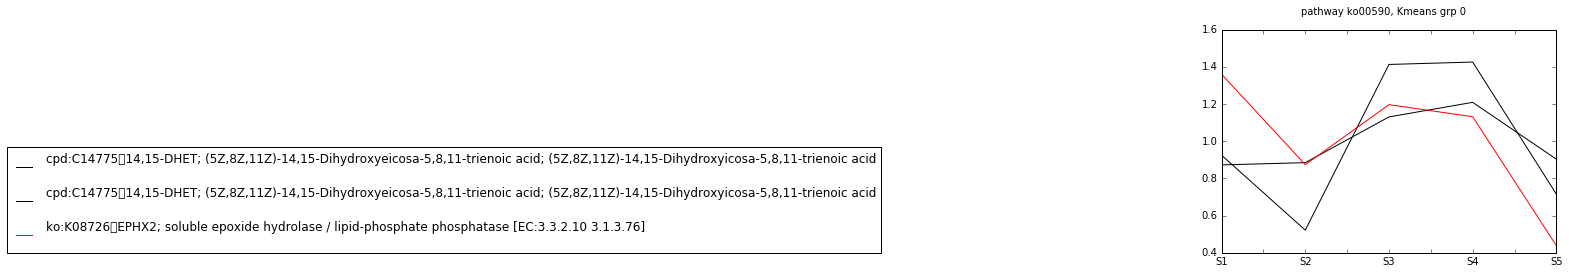 pathway ko00590, Kmeans grp 0
1.6
1.4
1.2
1.0
0.8
0.6
0.4
S1 S2 S3 S4 S5
cpd:C14775▯14,15-DHET; (5Z,8Z,11Z)-14,15-Dihydroxyeicosa-5,8,11-trienoic acid; (5Z,8Z,11Z)-14,15-Dihydroxyicosa-5,8,11-trienoic acid
cpd:C14775▯14,15-DHET; (5Z,8Z,11Z)-14,15-Dihydroxyeicosa-5,8,11-trienoic acid; (5Z,8Z,11Z)-14,15-Dihydroxyicosa-5,8,11-trienoic acid
ko:K08726▯EPHX2; soluble epoxide hydrolase / lipid-phosphate phosphatase [EC:3.3.2.10 3.1.3.76]